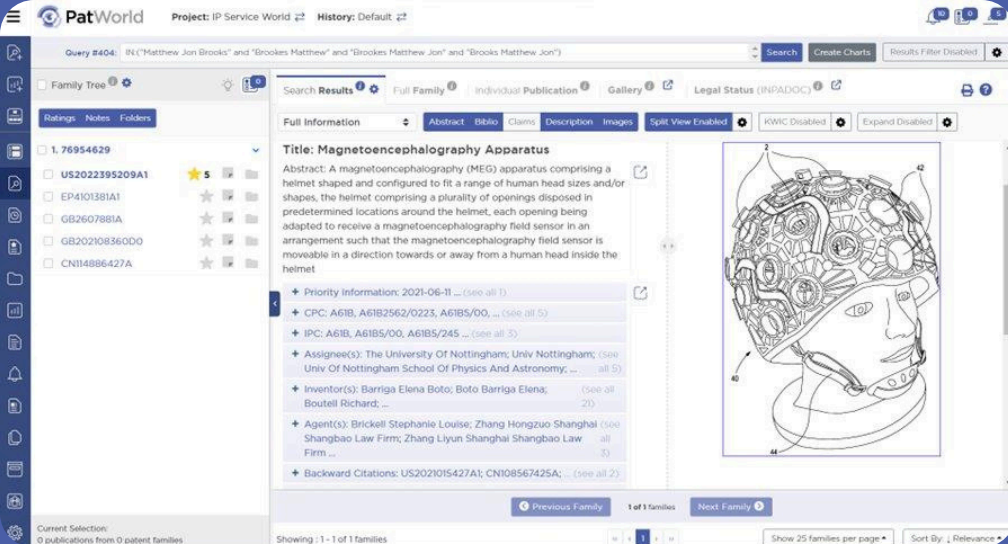 PatWorld
Project: IP Service World
History: Default
10
0
5
Query #404:
IN:("Matthew Jon Brooks" and "Brookes Matthew" and "Brookes Matthew Jon" and "Brooks Matthew Jon")
Search
Create Charts
Results Filter Disabled
Family Tree
0
Search Results
Full Family
Individual Publication
Gallery
Legal Status (INPADOC)
Ratings Notes Folders
Full Information
Abstract Biblio Claims Description Images
Split View Enabled
KWIC Disabled
Expand Disabled
1. 76954629
US2022395209A1
5
EP4101381A1
GB2607881A
GB202108360D0
CN114886427A
Title: Magnetoencephalography Apparatus
Abstract: A magnetoencephalography (MEG) apparatus comprising a
helmet shaped and configured to fit a range of human head sizes and/or
shapes, the helmet comprising a plurality of openings disposed in
predetermined locations around the helmet, each opening being
adapted to receive a magnetoencephalography field sensor in an
arrangement such that the magnetoencephalography field sensor is
moveable in a direction towards or away from a human head inside the
helmet
+ Priority Information: 2021-06-11 ... (see all 1)
+ CPC: A61B, A61B2562/0223, A61B5/00, ... (see all 5)
+ IPC: A61B, A61B5/00, A61B5/245 ... (see all 3)
+ Assignee(s): The University Of Nottingham; Univ Nottingham; (see
Univ Of Nottingham School Of Physics And Astronomy; ... all 5)
+ Inventor(s): Barriga Elena Boto; Boto Barriga Elena; (see all
Boutell Richard; ... 21)
+ Agent(s): Brickell Stephanie Louise; Zhang Hongzuo Shanghai (see
Shangbao Law Firm; Zhang Liyun Shanghai Shangbao Law all
Firm ... 3)
+ Backward Citations: US2021015427A1; CN108567425A; ... (see all 2)
2
42
40
44
Previous Family
1 of 1 families
Next Family
Current Selection:
0 publications from 0 patent families
Showing : 1 - 1 of 1 families
1
Show 25 families per page
Sort By: ↓ Relevance